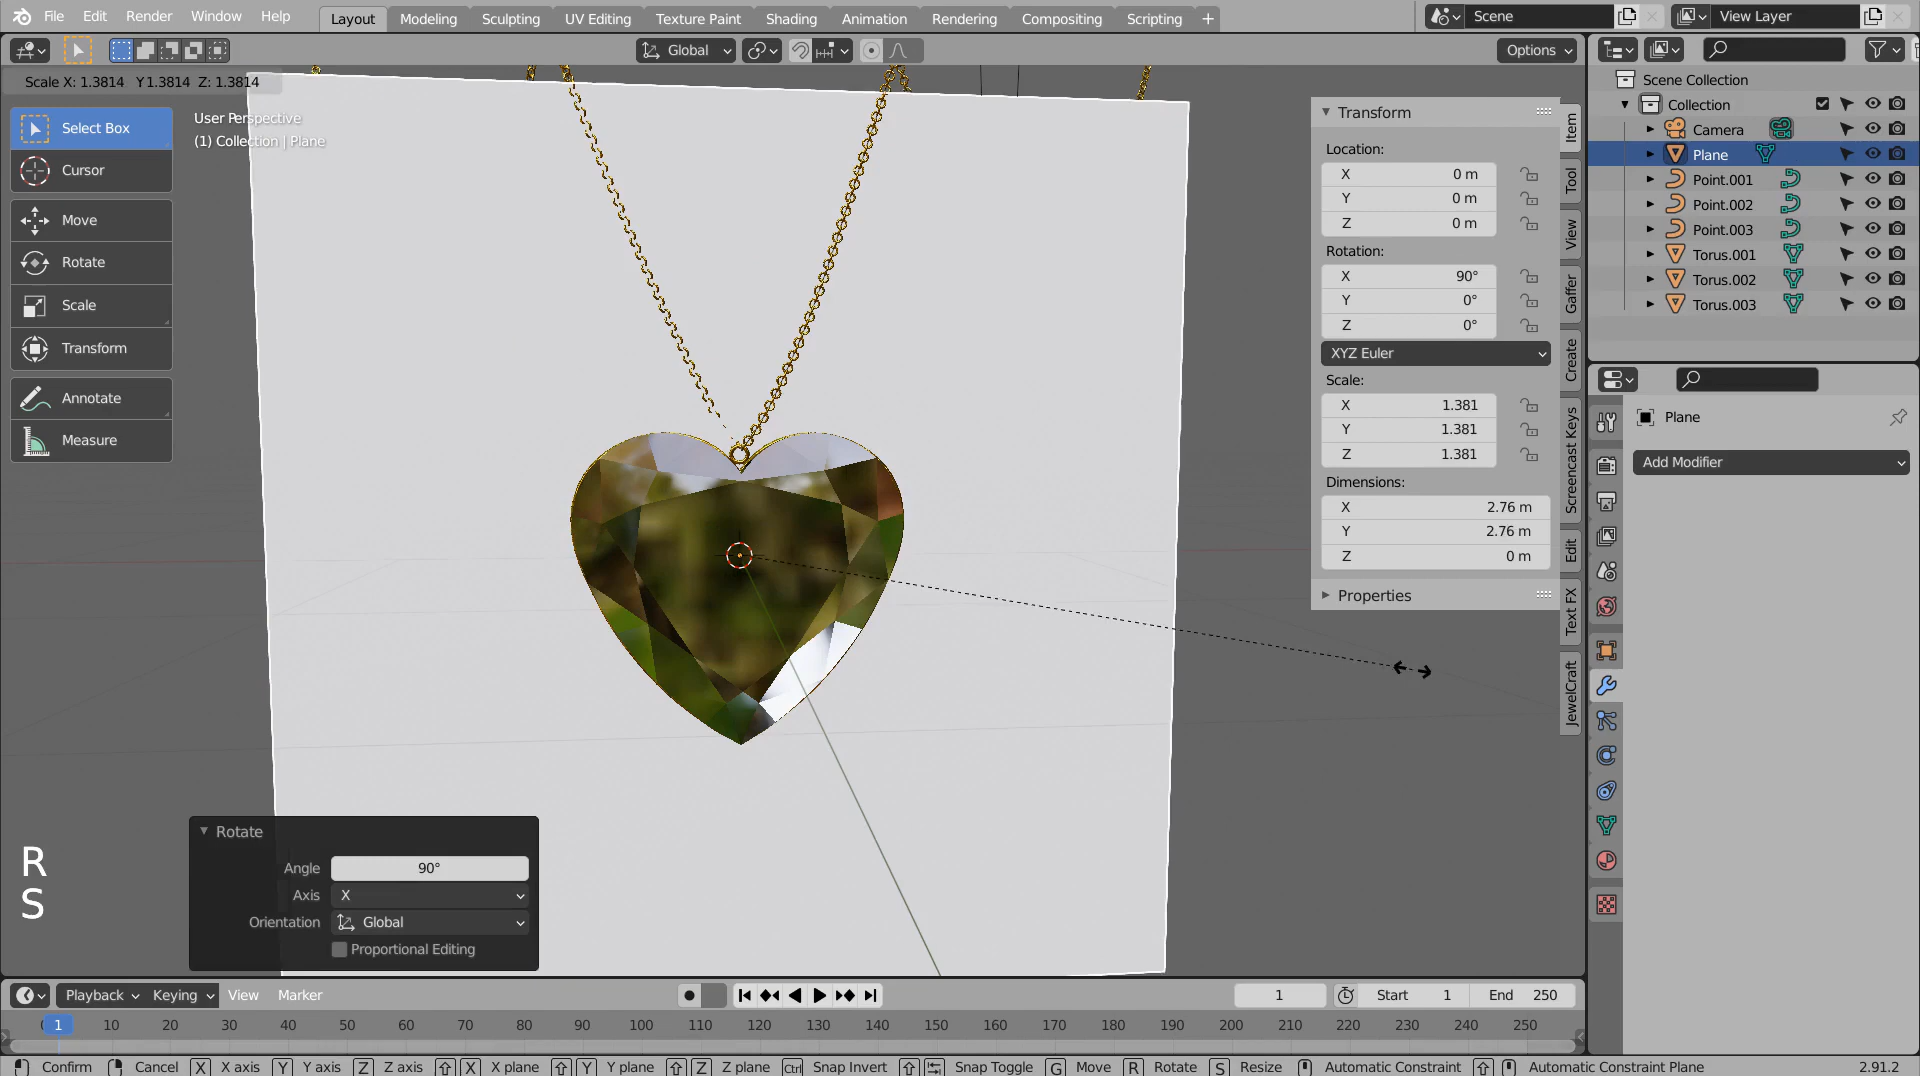 File Edit Render Window Help Layout Modeling Sculpting UV Editing Texture Paint Shading Animation Rendering Compositing Scripting + Scene View Layer
Global Options
Scale X: 1.3814 Y 1.3814 Z: 1.3814
Select Box
Cursor
Move
Rotate
Scale
Transform
Annotate
Measure
User Perspective
(1) Collection | Plane
Transform
Location:
X 0 m
Y 0 m
Z 0 m
Rotation:
X 90°
Y 0°
Z 0°
XYZ Euler
Scale:
X 1.381
Y 1.381
Z 1.381
Dimensions:
X 2.76 m
Y 2.76 m
Z 0 m
Properties
Item
Tool
View
Gaffer
Create
Screencast Keys
Edit
Text FX
JewelCraft
Scene Collection
Collection
Camera
Plane
Point.001
Point.002
Point.003
Torus.001
Torus.002
Torus.003
Plane
Add Modifier
R
S
Rotate
Angle 90°
Axis X
Orientation Global
Proportional Editing
Playback Keying View Marker 1 Start 1 End 250
1 10 20 30 40 50 60 70 80 90 100 110 120 130 140 150 160 170 180 190 200 210 220 230 240 250
Confirm Cancel X X axis Y Y axis Z Z axis X X plane Y Y plane Z Z plane Ctrl Snap Invert Snap Toggle G Move R Rotate S Resize Automatic Constraint Automatic Constraint Plane 2.91.2